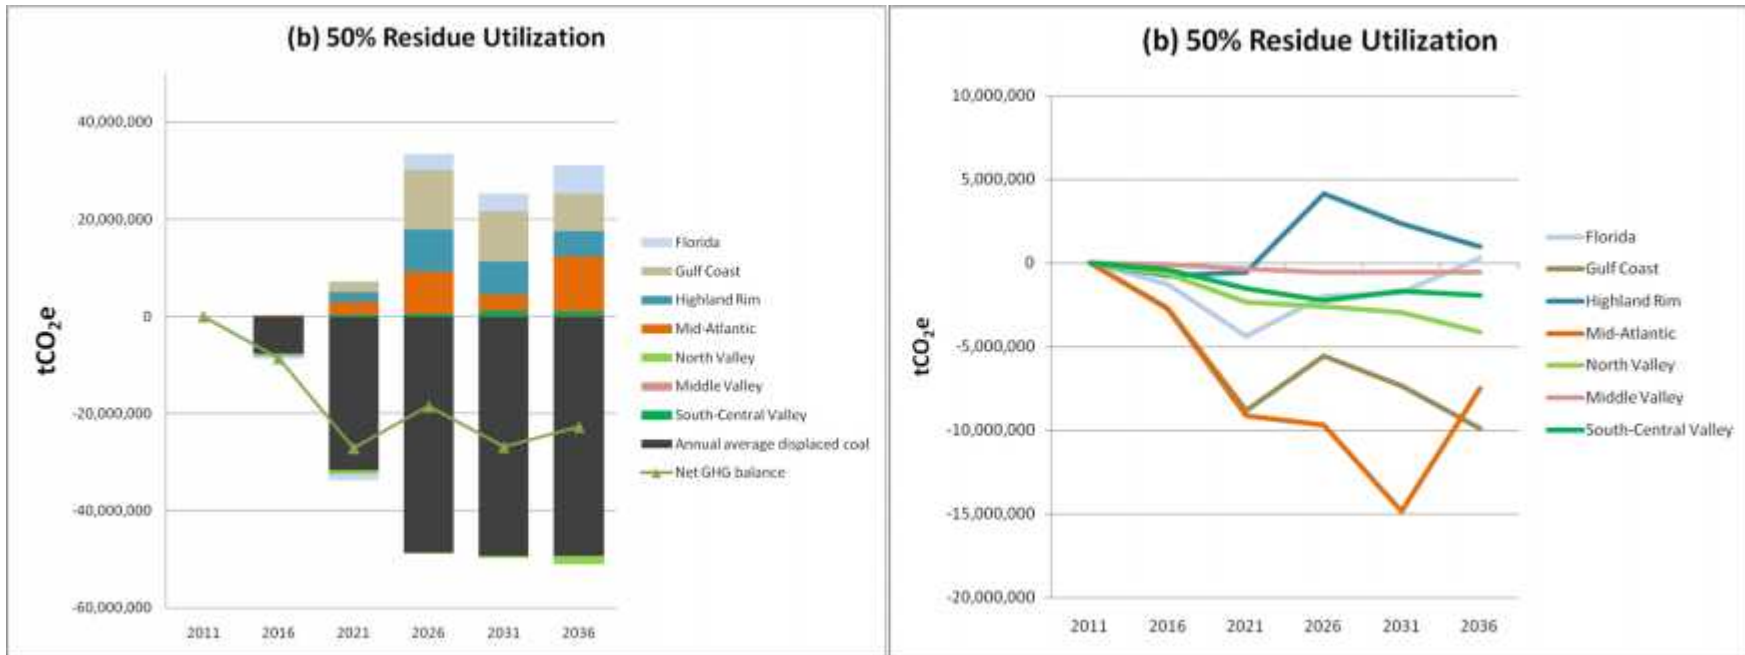 (b) 50% Residue Utilization
40,000,000
20,000,000
0
-20,000,000
-40,000,000
-60,000,000
tCO₂e
2011 2016 2021 2026 2031 2036
Florida
Gulf Coast
Highland Rim
Mid-Atlantic
North Valley
Middle Valley
South-Central Valley
Annual average displaced coal
Net GHG balance
(b) 50% Residue Utilization
10,000,000
5,000,000
0
-5,000,000
-10,000,000
-15,000,000
-20,000,000
tCO₂e
2011 2016 2021 2026 2031 2036
Florida
Gulf Coast
Highland Rim
Mid-Atlantic
North Valley
Middle Valley
South-Central Valley